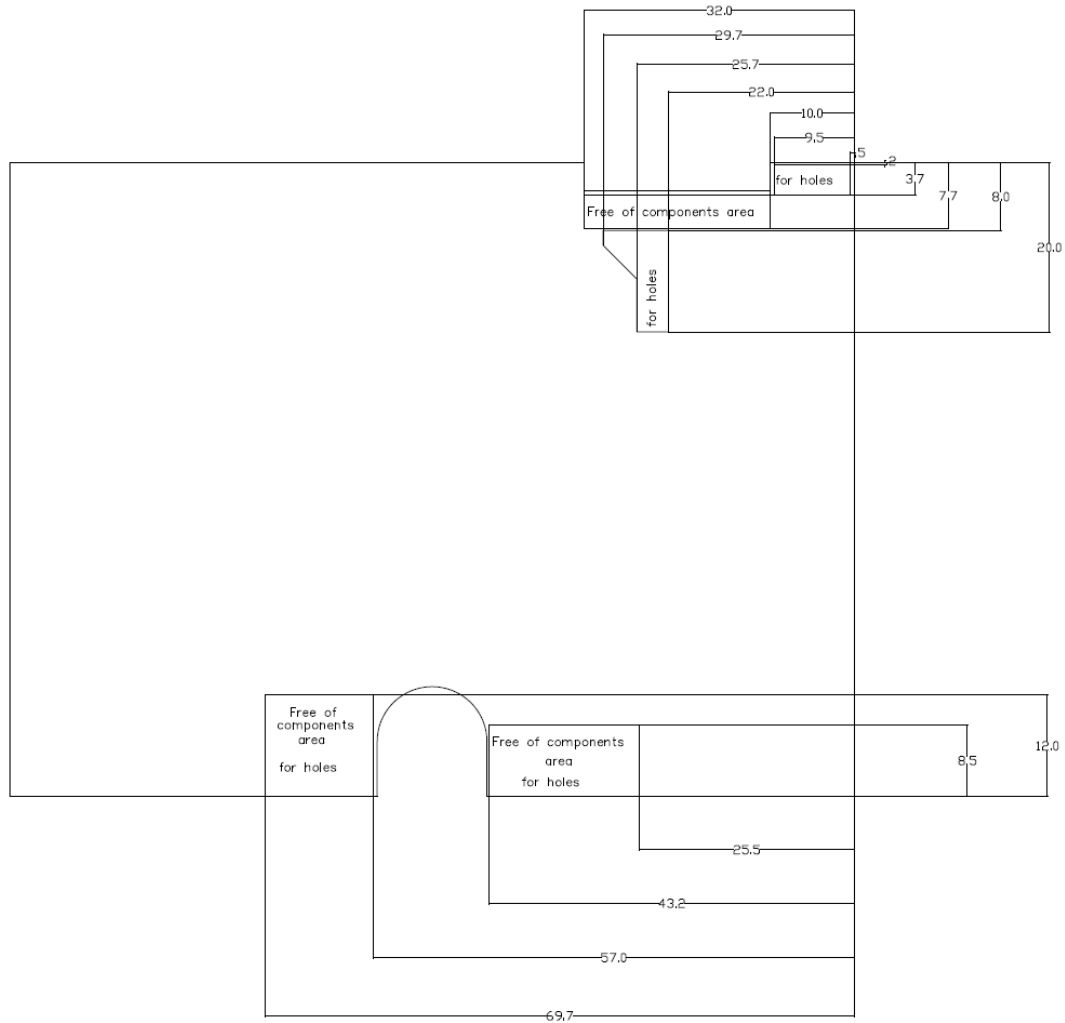 32.0
29.7
25.7
22.0
10.0
9.5
.5
.2
for holes
3.7
7.7
8.0
Free of components area
20.0
for holes
Free of
components
area
for holes
Free of components
area
for holes
8.5
12.0
25.5
43.2
57.0
69.7